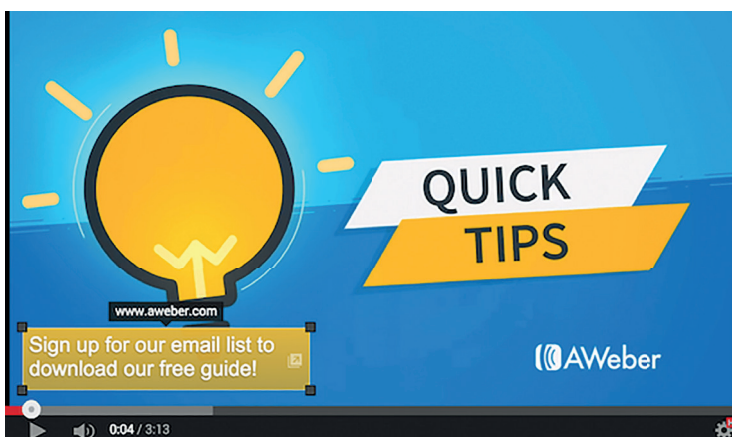 QUICK
TIPS
www.aweber.com
Sign up for our email list to
download our free guide!
AWeber
0:04 / 3:13